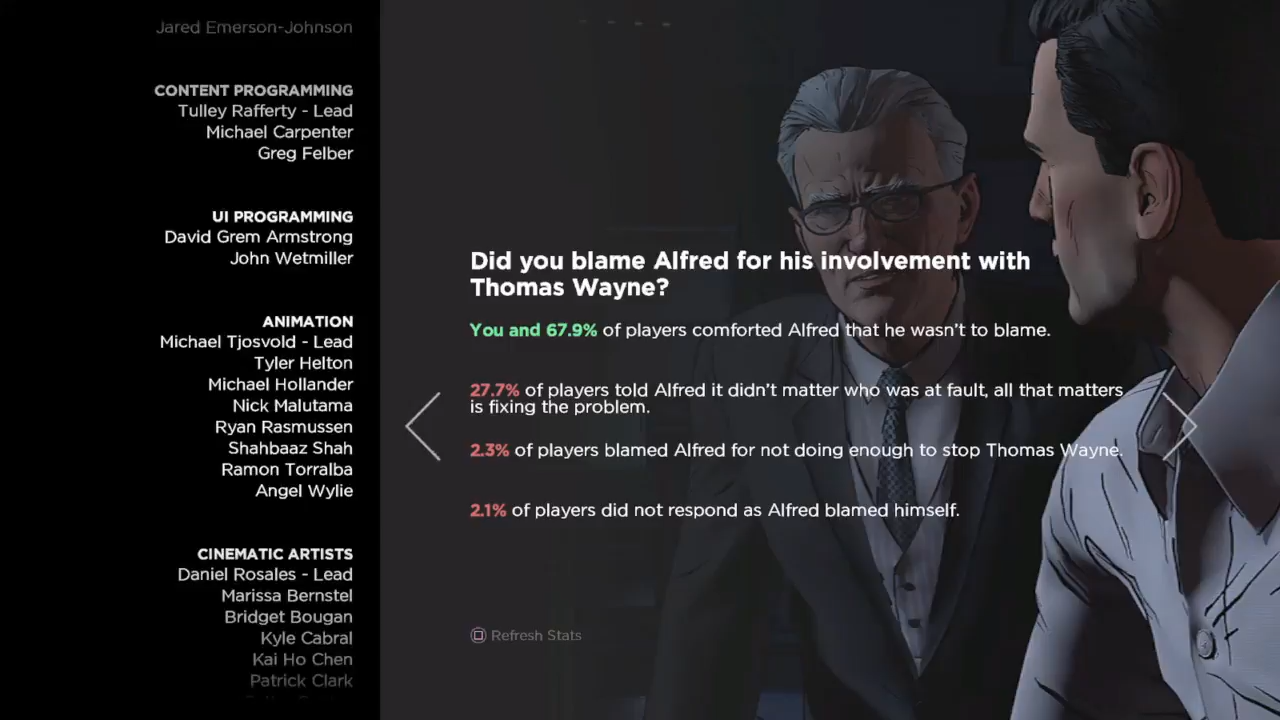 Jared Emerson-Johnson
CONTENT PROGRAMMING
Tulley Rafferty - Lead
Michael Carpenter
Greg Felber
UI PROGRAMMING
David Grem Armstrong
John Wetmiller
ANIMATION
Michael Tjosvold - Lead
Tyler Helton
Michael Hollander
Nick Malutama
Ryan Rasmussen
Shahbaaz Shah
Ramon Torralba
Angel Wylie
CINEMATIC ARTISTS
Daniel Rosales - Lead
Marissa Bernstel
Bridget Bougan
Kyle Cabral
Kai Ho Chen
Patrick Clark
Did you blame Alfred for his involvement with
Thomas Wayne?
You and 67.9% of players comforted Alfred that he wasn't to blame.
27.7% of players told Alfred it didn't matter who was at fault, all that matters
is fixing the problem.
2.3% of players blamed Alfred for not doing enough to stop Thomas Wayne.
2.1% of players did not respond as Alfred blamed himself.
Refresh Stats